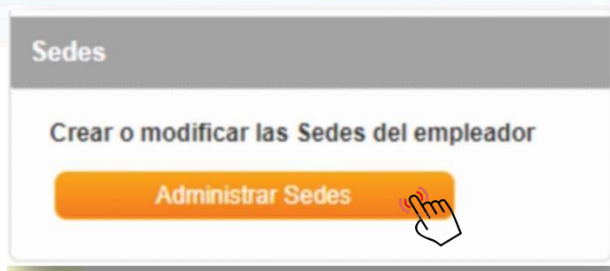 Sedes
Crear o modificar las Sedes del empleador
Administrar Sedes